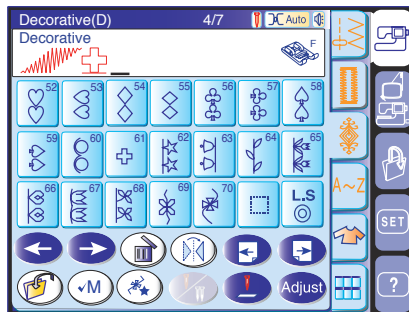 Decorative(D) 4/7 Auto
Decorative F
52 53 54 55 56 57 58
59 60 61 62 63 64 65
A~Z
66 67 68 69 70 L.S
SET
M Adjust
?